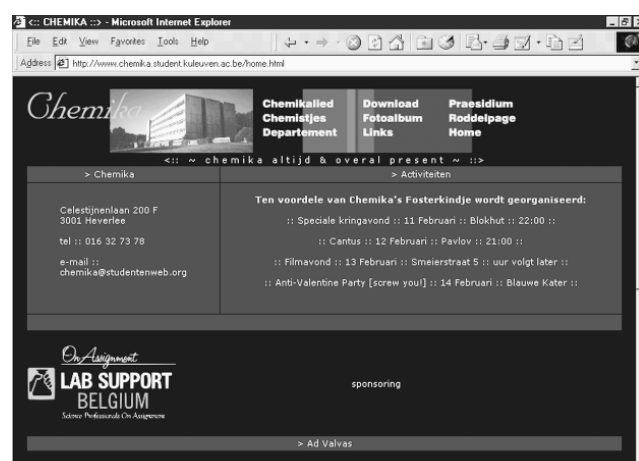 <:: CHEMIKA ::> - Microsoft Internet Explorer
File Edit View Favorites Tools Help
Address http://www.chemika.student.kuleuven.ac.be/home.html
Chemika
Chemikalied Download Praesidium
Chemistjes Fotoalbum Roddelpage
Departement Links Home
<:: ~ chemika altijd & overal present ~ ::>
> Chemika
> Activiteiten
Celestijnenlaan 200 F
3001 Heverlee
tel :: 016 32 73 78
e-mail ::
chemika@studentenweb.org
Ten voordele van Chemika's Fosterkindje wordt georganiseerd:
:: Speciale kringavond :: 11 Februari :: Blokhut :: 22:00 ::
:: Cantus :: 12 Februari :: Pavlov :: 21:00 ::
:: Filmavond :: 13 Februari :: Smeierstraat 5 :: uur volgt later ::
:: Anti-Valentine Party [screw you!] :: 14 Februari :: Blauwe Kater ::
On Assignment
LAB SUPPORT
BELGIUM
Science Professionals On Assignment
sponsoring
> Ad Valvas